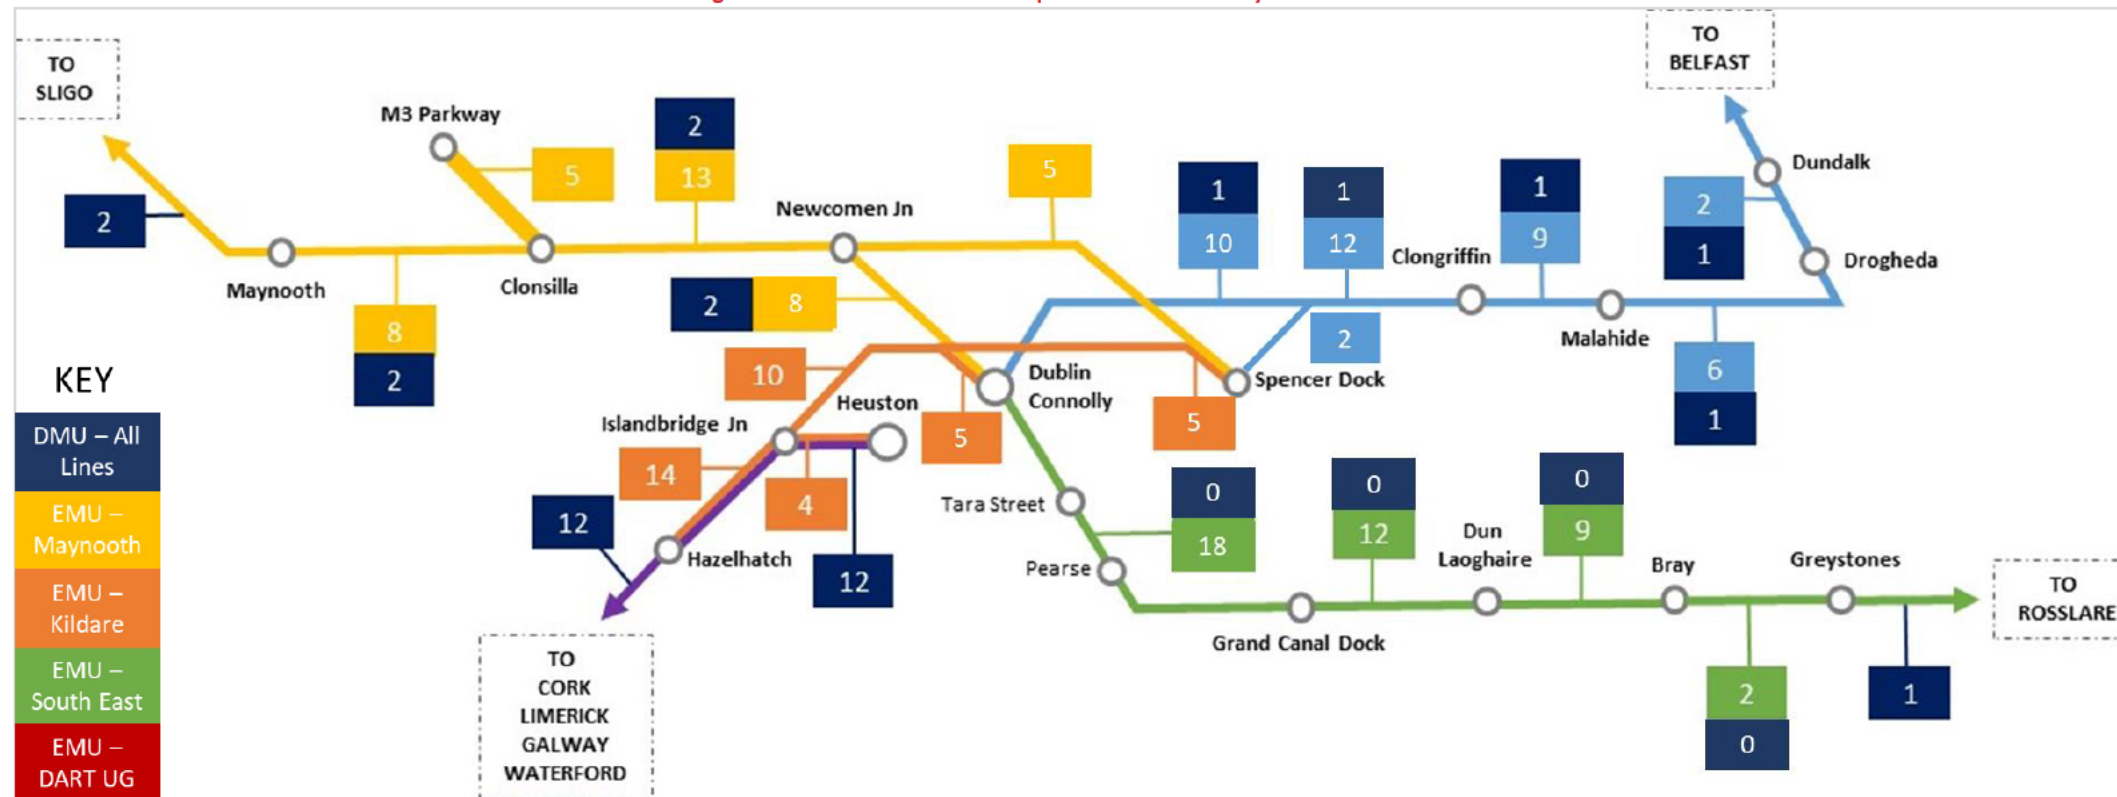 TO
SLIGO
M3 Parkway
5
2
13
Newcomen Jn
5
1
10
1
12
Clongriffin
1
9
TO
BELFAST
Dundalk
2
1
Drogheda
2
Maynooth
8
2
Clonsilla
2
8
10
Heuston
Islandbridge Jn
14
4
5
Dublin
Connolly
5
Spencer Dock
2
Malahide
6
1
12
Hazelhatch
12
Tara Street
Pearse
0
18
0
12
Dun
Laoghaire
0
9
Bray
Greystones
TO
ROSSLARE
Grand Canal Dock
2
0
1
TO
CORK
LIMERICK
GALWAY
WATERFORD
KEY
DMU – All
Lines
EMU –
Maynooth
EMU –
Kildare
EMU –
South East
EMU –
DART UG